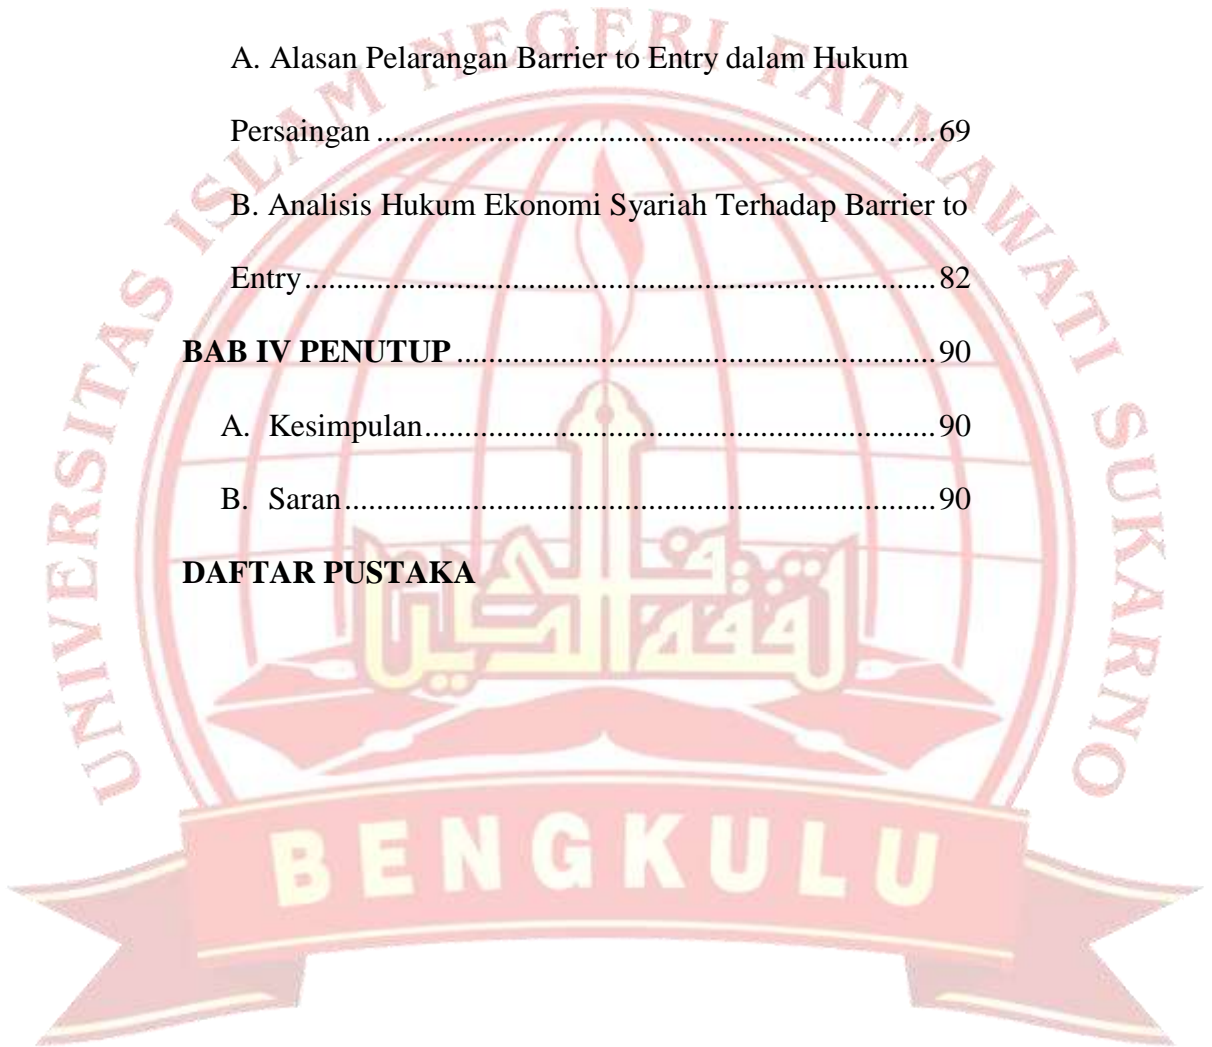 UNIVERSITAS ISLAM NEGERI FATMAWATI SUKARNO
A. Alasan Pelarangan Barrier to Entry dalam Hukum
Persaingan ........................................................................ 69
B. Analisis Hukum Ekonomi Syariah Terhadap Barrier to
Entry ................................................................................ 82
BAB IV PENUTUP ............................................................. 90
A. Kesimpulan ................................................................. 90
B. Saran ........................................................................... 90
DAFTAR PUSTAKA
BENGKULU